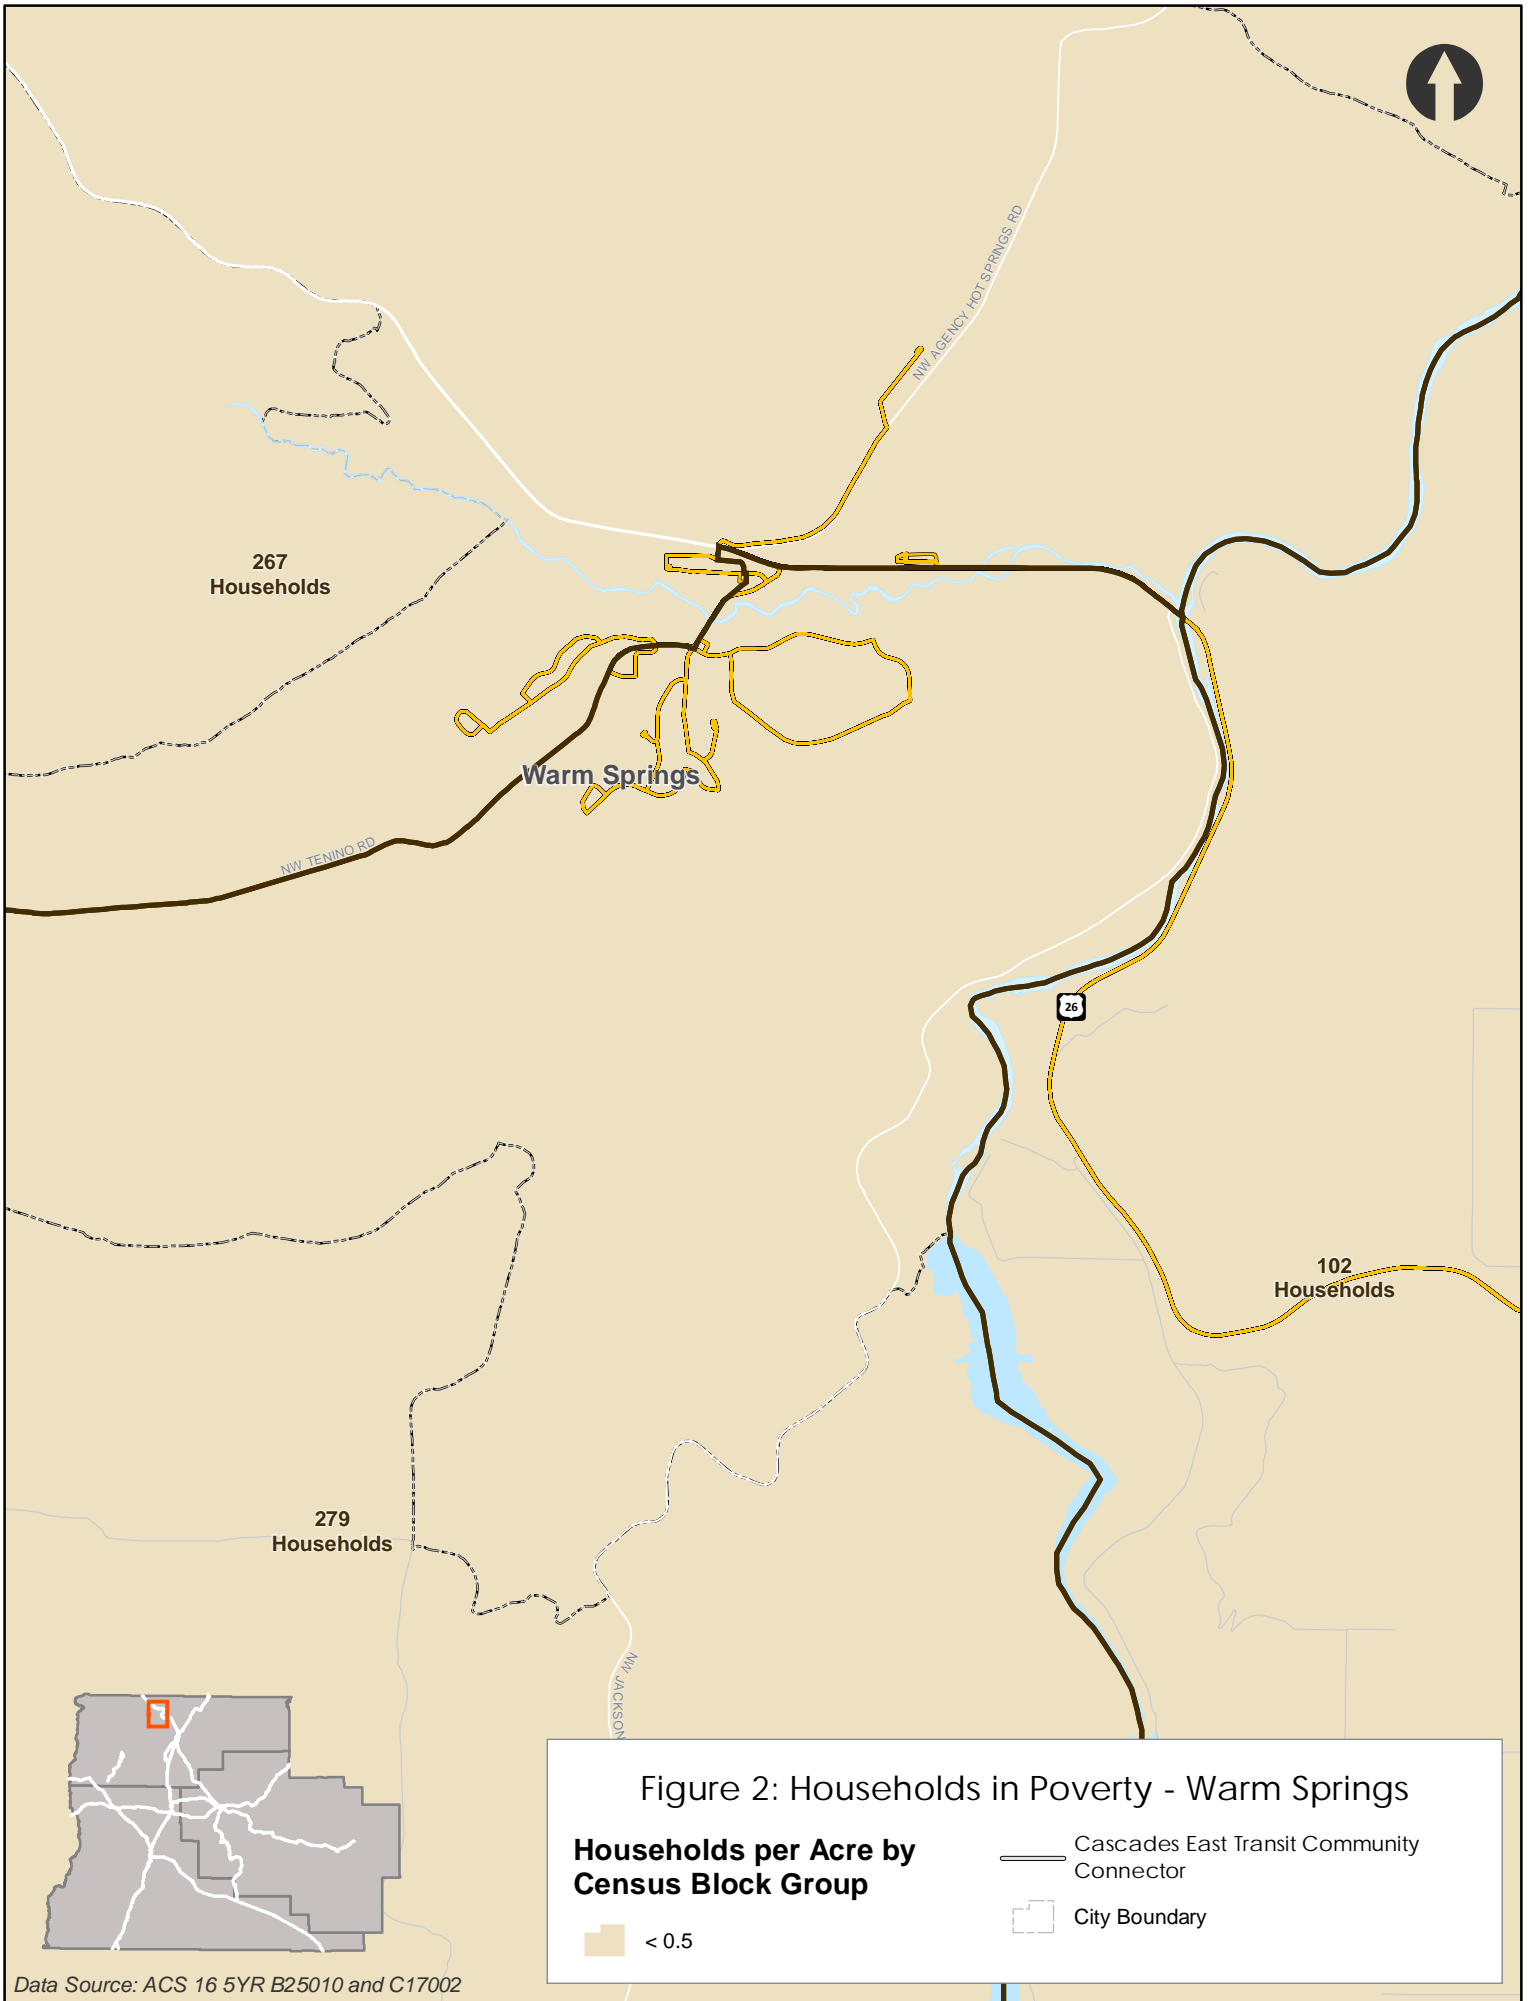 NW AGENCY HOT SPRINGS RD
267
Households
Warm Springs
NW TENINO RD
26
102
Households
279
Households
NW JACKSON
Figure 2: Households in Poverty - Warm Springs
Households per Acre by
Census Block Group
< 0.5
Cascades East Transit Community
Connector
City Boundary
Data Source: ACS 16 5YR B25010 and C17002